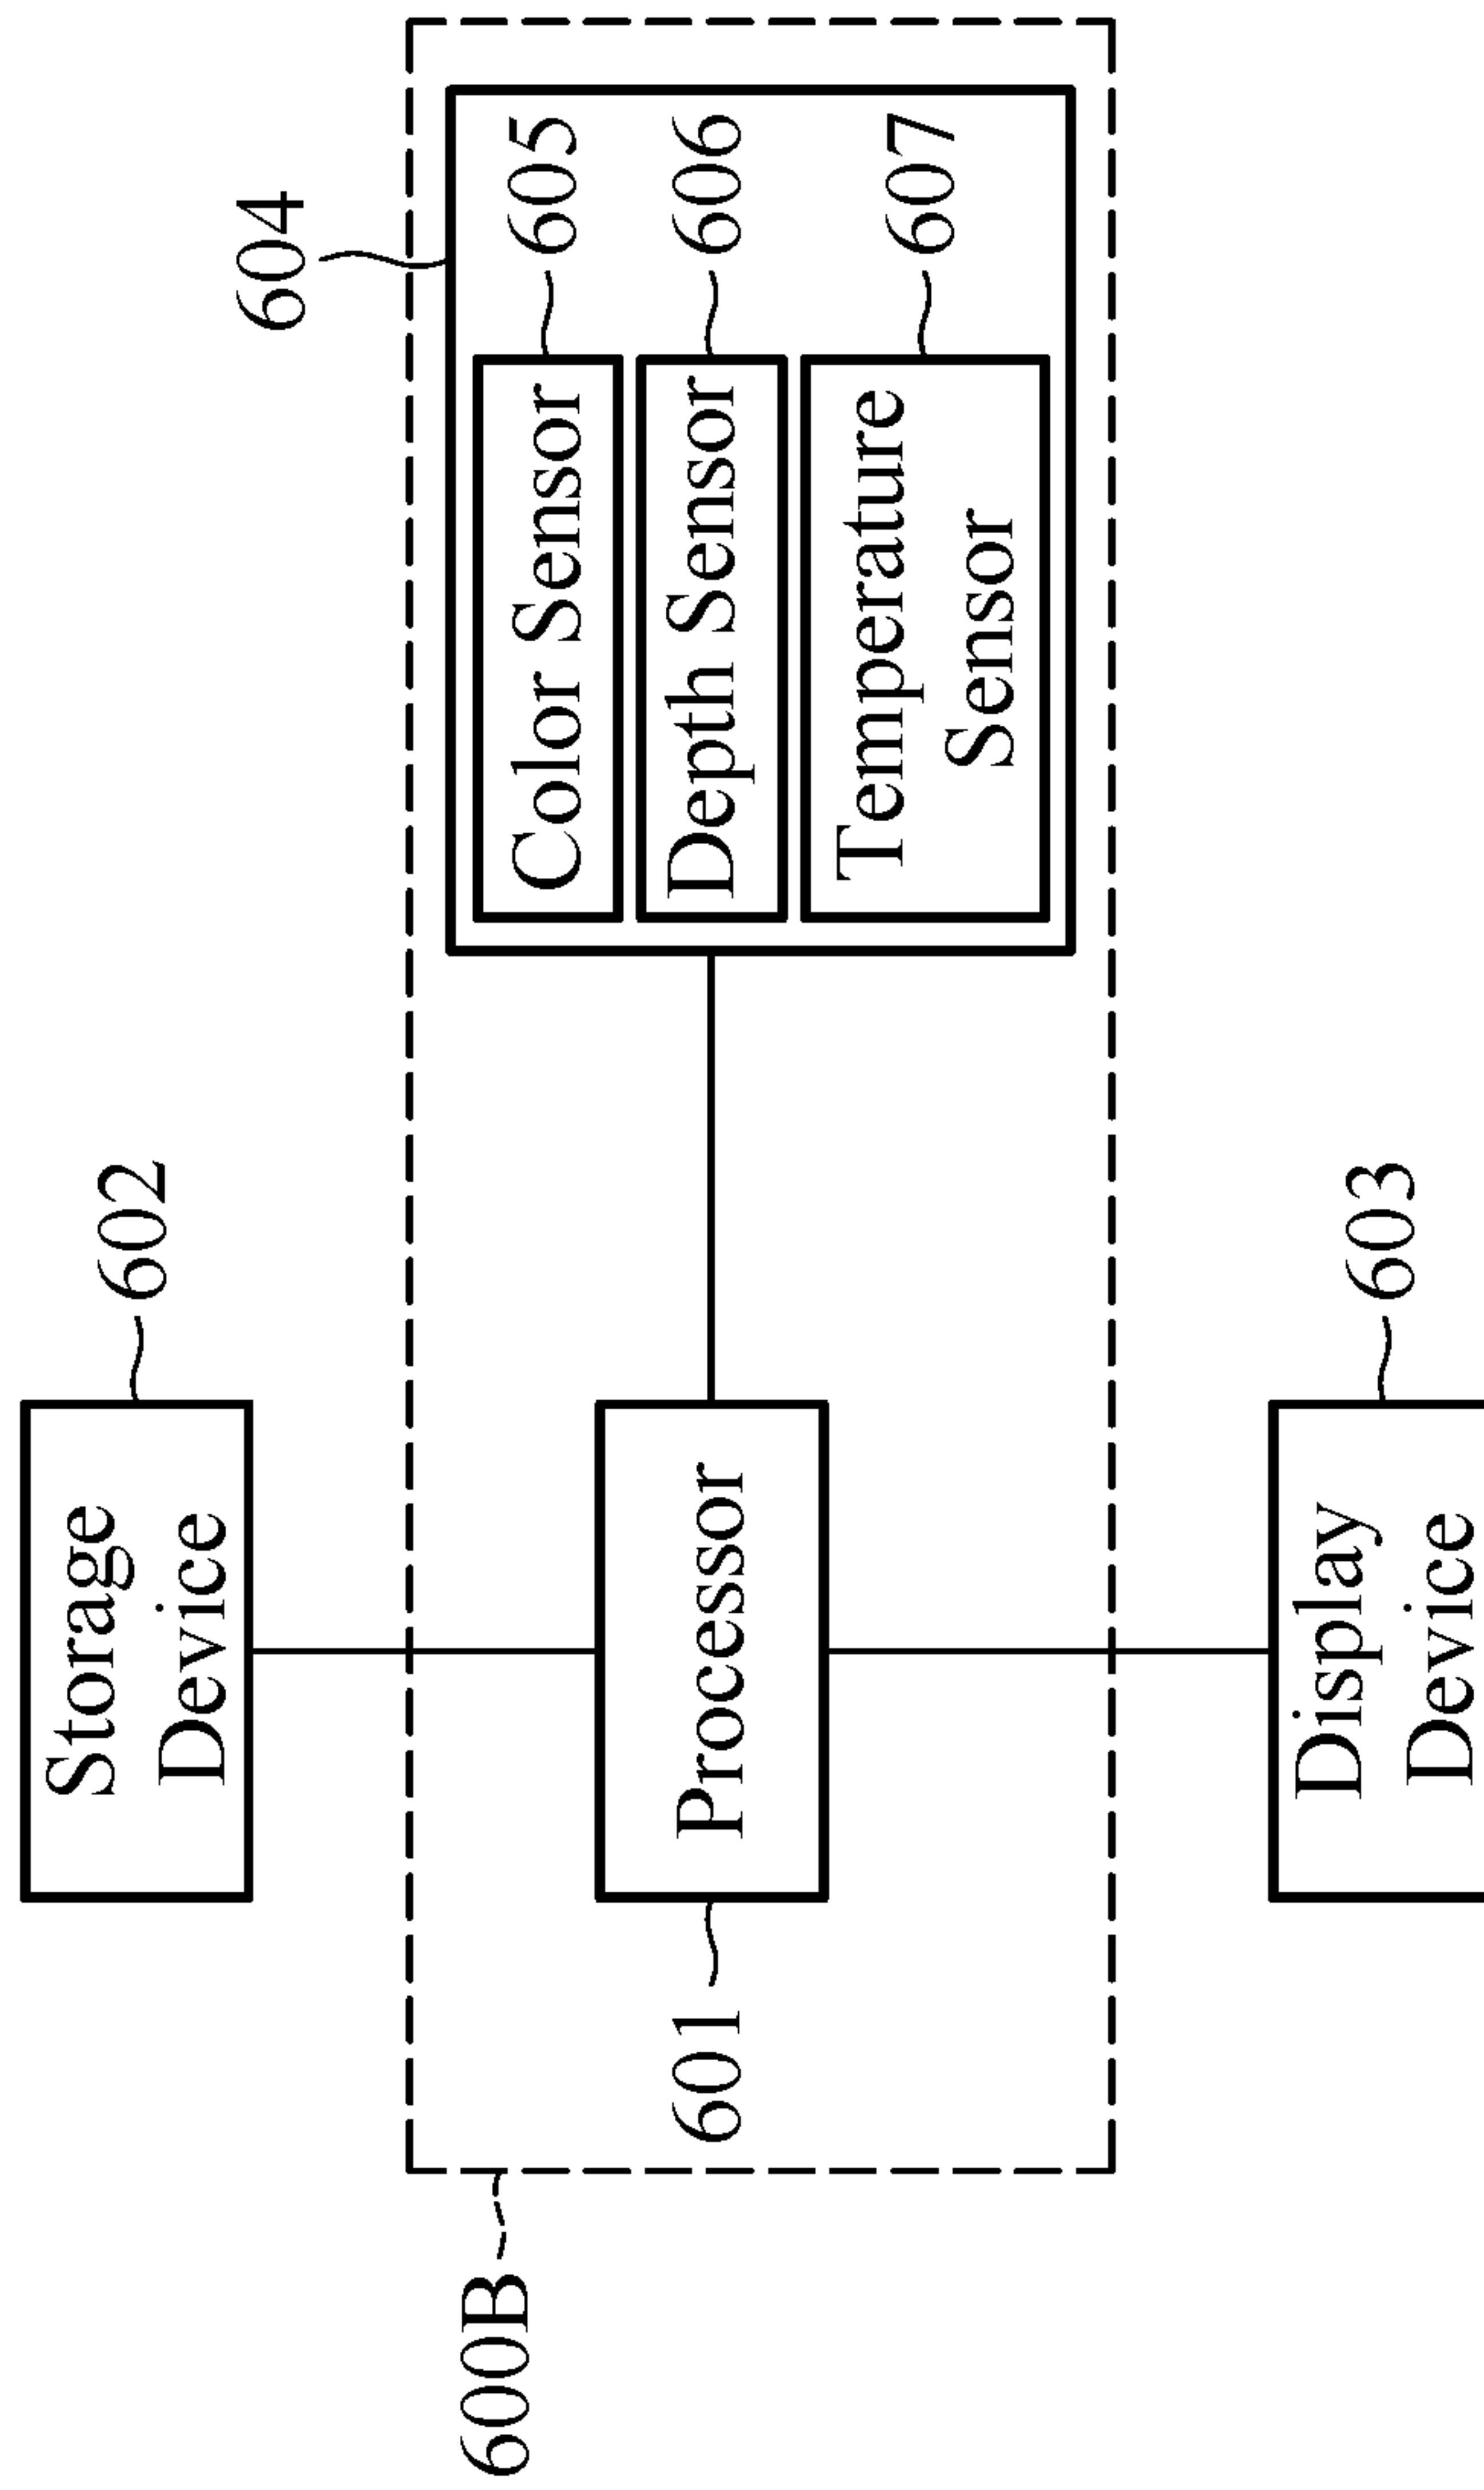 Storage
Device
602
604
Color Sensor
605
Depth Sensor
606
Temperature
Sensor
607
600B
601
Processor
Display
Device
603